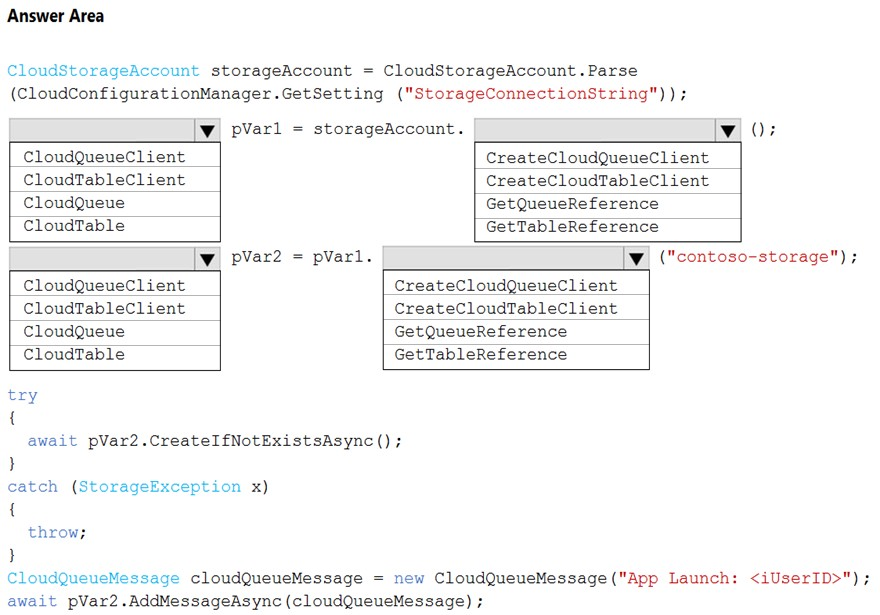 Answer Area
CloudStorageAccount storageAccount = CloudStorageAccount.Parse
(CloudConfigurationManager.GetSetting ("StorageConnectionString"));
pVar1 = storageAccount. ();
CloudQueueClient
CloudTableClient
CloudQueue
CloudTable
CreateCloudQueueClient
CreateCloudTableClient
GetQueueReference
GetTableReference
pVar2 = pVar1. ("contoso-storage");
CloudQueueClient
CloudTableClient
CloudQueue
CloudTable
CreateCloudQueueClient
CreateCloudTableClient
GetQueueReference
GetTableReference
try
{
await pVar2.CreateIfNotExistsAsync();
}
catch (StorageException x)
{
throw;
}
CloudQueueMessage cloudQueueMessage = new CloudQueueMessage("App Launch: <iUserID>");
await pVar2.AddMessageAsync(cloudQueueMessage);